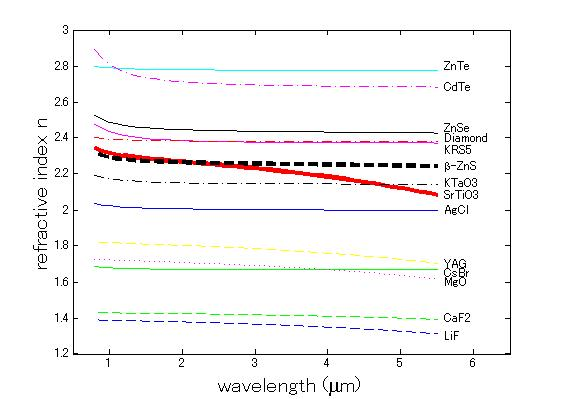 3
2.8
2.6
2.4
2.2
2
1.8
1.6
1.4
1.2
refractive index n
ZnTe
CdTe
ZnSe
Diamond
KRS5
β-ZnS
KTaO3
SrTiO3
AgCl
YAG
CsBr
MgO
CaF2
LiF
1 2 3 4 5 6
wavelength (μm)